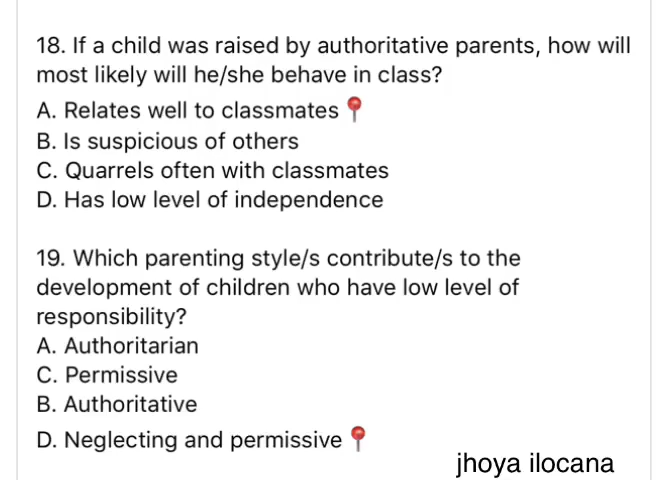 18. If a child was raised by authoritative parents, how will
most likely will he/she behave in class?
A. Relates well to classmates 📍
B. Is suspicious of others
C. Quarrels often with classmates
D. Has low level of independence
19. Which parenting style/s contribute/s to the
development of children who have low level of
responsibility?
A. Authoritarian
C. Permissive
B. Authoritative
D. Neglecting and permissive 📍
jhoya ilocana